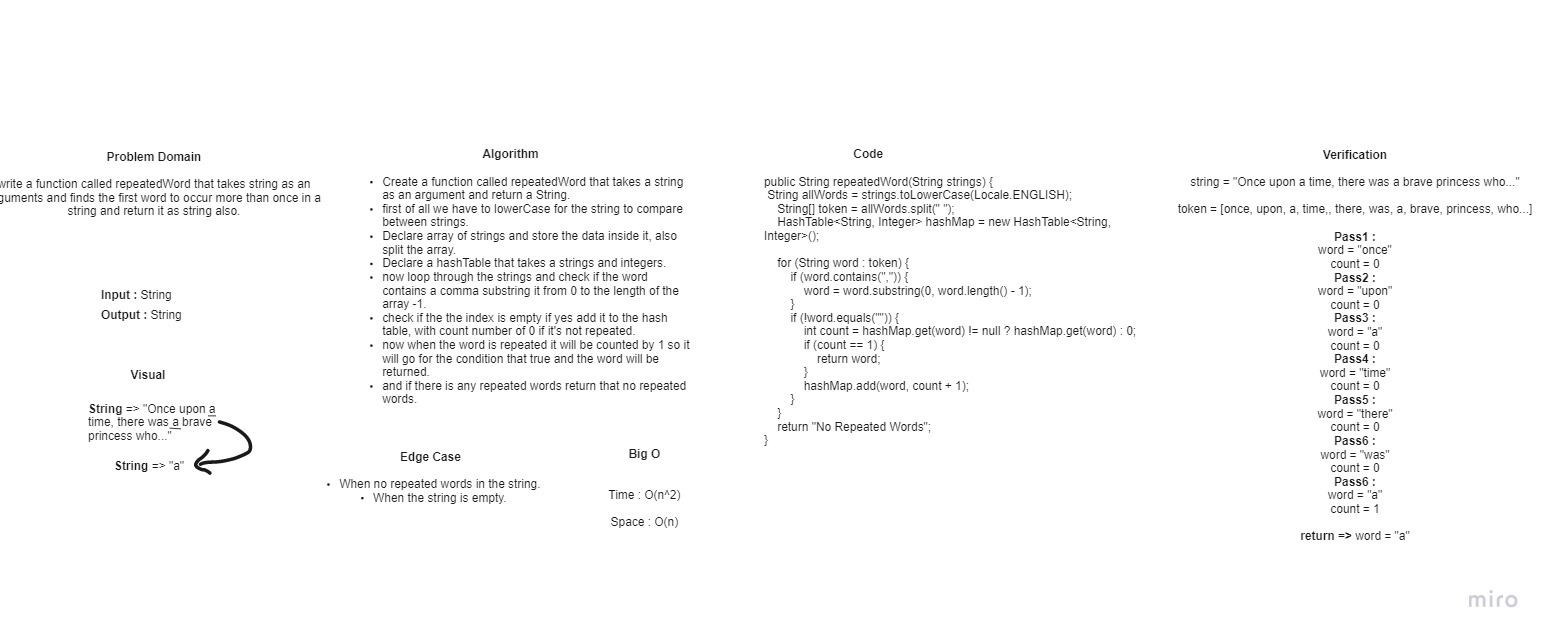 Problem Domain
write a function called repeatedWord that takes string as an
guments and finds the first word to occur more than once in a
string and return it as string also.
Input : String
Output : String
Visual
String => "Once upon a
time, there was a brave
princess who..."
String => "a"
Algorithm
• Create a function called repeatedWord that takes a string
as an argument and return a String.
• first of all we have to lowerCase for the string to compare
between strings.
• Declare array of strings and store the data inside it, also
split the array.
• Declare a hashTable that takes a strings and integers.
• now loop through the strings and check if the word
contains a comma substring it from 0 to the length of the
array -1.
• check if the the index is empty if yes add it to the hash
table, with count number of 0 if it's not repeated.
• now when the word is repeated it will be counted by 1 so it
will go for the condition that true and the word will be
returned.
• and if there is any repeated words return that no repeated
words.
Edge Case
• When no repeated words in the string.
• When the string is empty.
Big O
Time : O(n^2)
Space : O(n)
Code
public String repeatedWord(String strings) {
String allWords = strings.toLowerCase(Locale.ENGLISH);
String[] token = allWords.split(" ");
HashTable<String, Integer> hashMap = new HashTable<String,
Integer>();
for (String word : token) {
if (word.contains(",")) {
word = word.substring(0, word.length() - 1);
}
if (!word.equals("")) {
int count = hashMap.get(word) != null ? hashMap.get(word) : 0;
if (count == 1) {
return word;
}
hashMap.add(word, count + 1);
}
}
return "No Repeated Words";
}
Verification
string = "Once upon a time, there was a brave princess who..."
token = [once, upon, a, time,, there, was, a, brave, princess, who...]
Pass1 :
word = "once"
count = 0
Pass2 :
word = "upon"
count = 0
Pass3 :
word = "a"
count = 0
Pass4 :
word = "time"
count = 0
Pass5 :
word = "there"
count = 0
Pass6 :
word = "was"
count = 0
Pass6 :
word = "a"
count = 1
return => word = "a"
miro